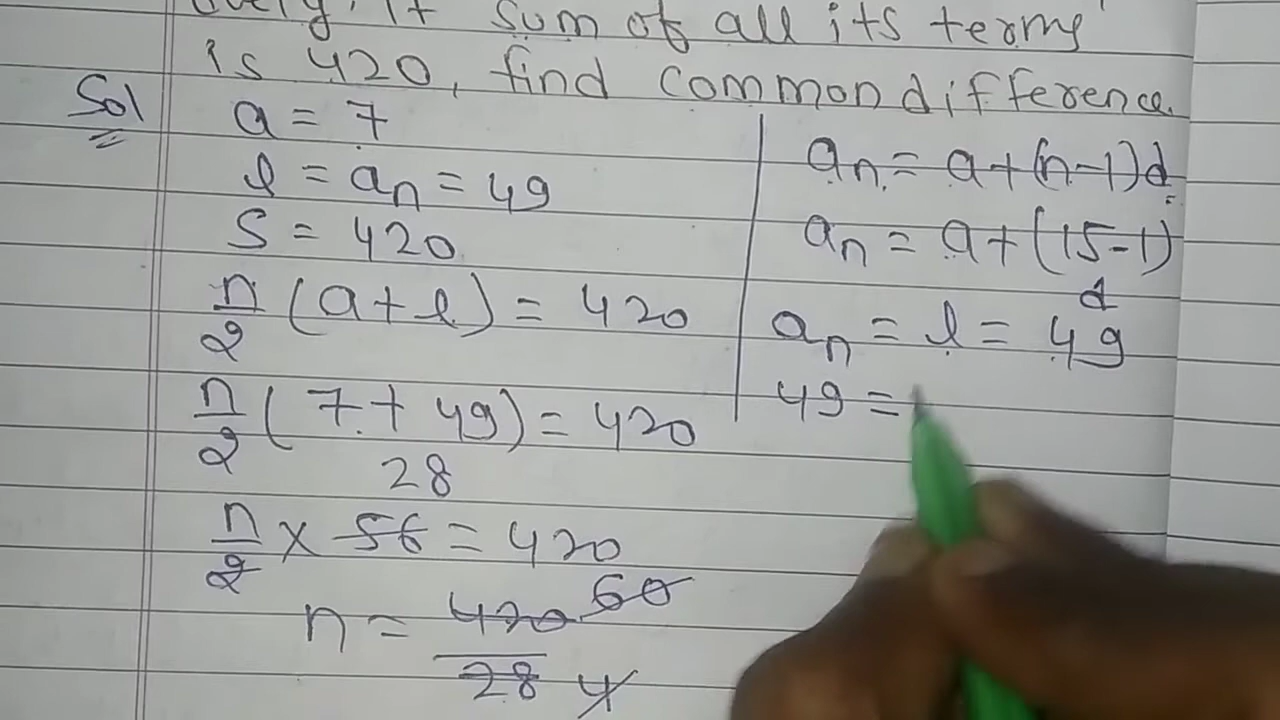 If sum of all its terms
is 420, find common difference.
Sol
a = 7
l = an = 49
S = 420
n/2 (a+l) = 420
n/2 (7 + 49) = 420
28
n/2 × 56 = 420
n = 420/28 60 4
an = a+(n-1)d
an = a+(15-1)
d
an = l = 49
49 =